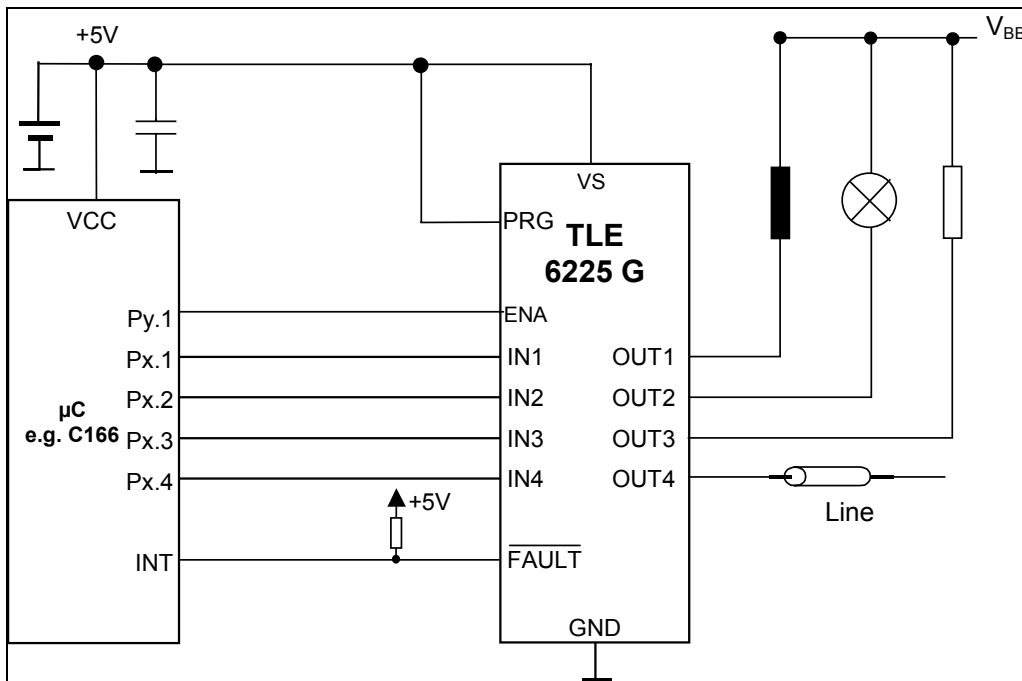 +5V
V_BB
VS
VCC
PRG
TLE
6225 G
Py.1
ENA
Px.1
IN1
OUT1
µC
e.g. C166
Px.2
IN2
OUT2
Px.3
IN3
OUT3
Px.4
IN4
OUT4
+5V
Line
INT
FAULT
GND